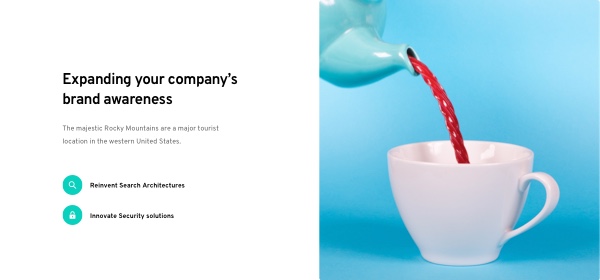 Expanding your company's
brand awareness
The majestic Rocky Mountains are a major tourist
location in the western United States.
Reinvent Search Architectures
Innovate Security solutions